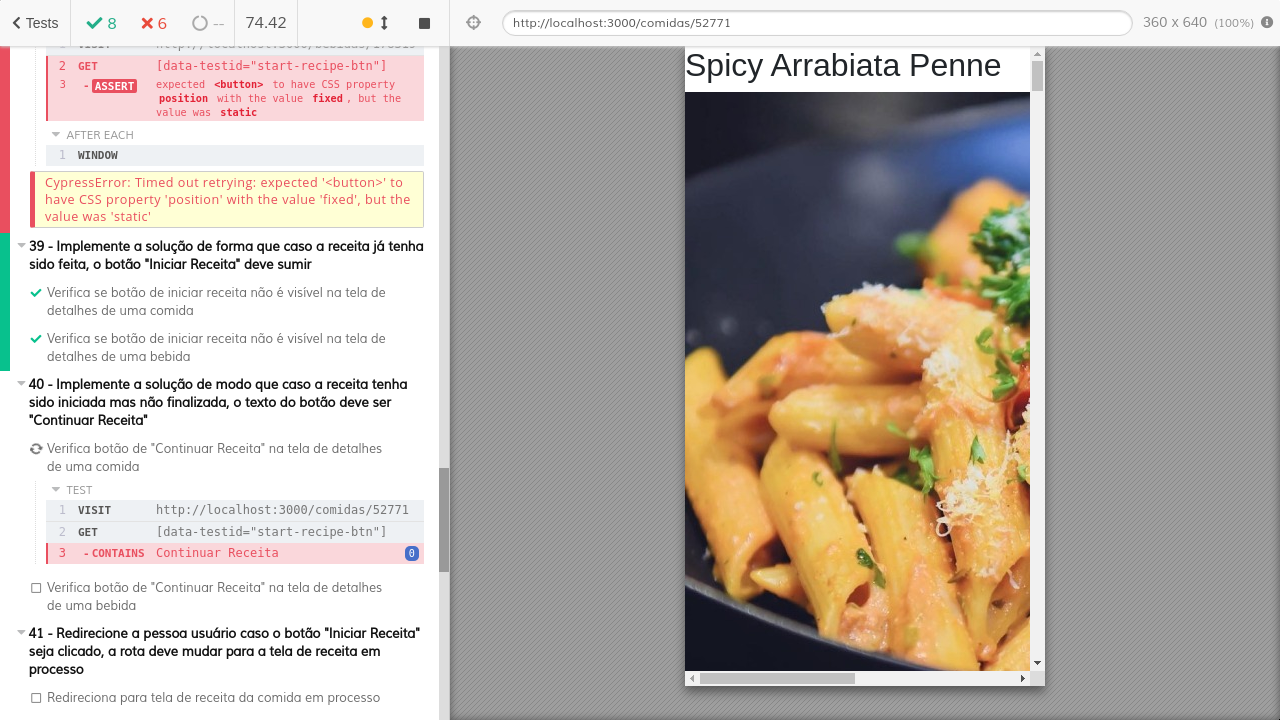 Tests 8 6 -- 74.42
http://localhost:3000/comidas/52771 360 x 640 (100%)
2 GET [data-testid="start-recipe-btn"]
3 - ASSERT expected <button> to have CSS property
position with the value fixed, but the
value was static
AFTER EACH
1 WINDOW
CypressError: Timed out retrying: expected '<button>' to
have CSS property 'position' with the value 'fixed', but the
value was 'static'
39 - Implemente a solução de forma que caso a receita já tenha
sido feita, o botão "Iniciar Receita" deve sumir
Verifica se botão de iniciar receita não é visível na tela de
detalhes de uma comida
Verifica se botão de iniciar receita não é visível na tela de
detalhes de uma bebida
40 - Implemente a solução de modo que caso a receita tenha
sido iniciada mas não finalizada, o texto do botão deve ser
"Continuar Receita"
Verifica botão de "Continuar Receita" na tela de detalhes
de uma comida
TEST
1 VISIT http://localhost:3000/comidas/52771
2 GET [data-testid="start-recipe-btn"]
3 - CONTAINS Continuar Receita 0
Verifica botão de "Continuar Receita" na tela de detalhes
de uma bebida
41 - Redirecione a pessoa usuário caso o botão "Iniciar Receita"
seja clicado, a rota deve mudar para a tela de receita em
processo
Redireciona para tela de receita da comida em processo
Spicy Arrabiata Penne